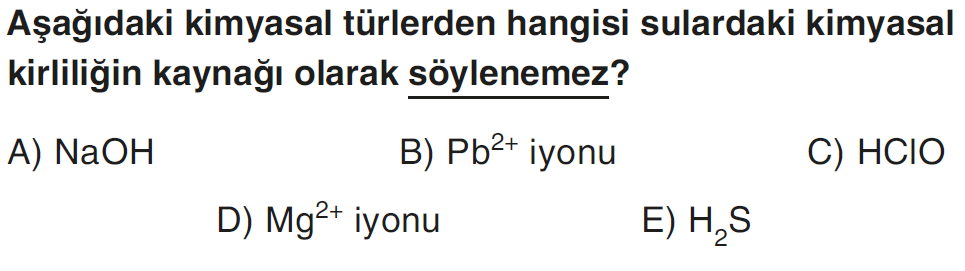 Aşağıdaki kimyasal türlerden hangisi sulardaki kimyasal
kirliliğin kaynağı olarak söylenemez?
A) NaOH B) Pb²⁺ iyonu C) HClO
D) Mg²⁺ iyonu E) H₂S